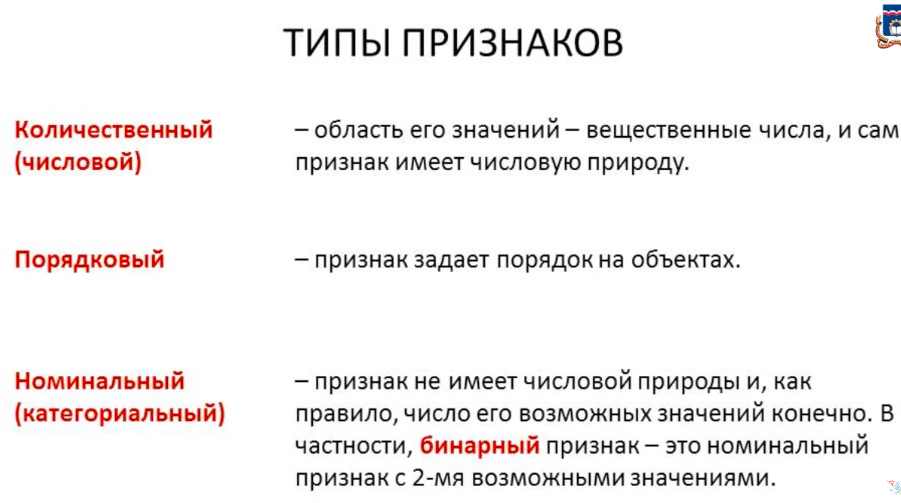 ТИПЫ ПРИЗНАКОВ
Количественный – область его значений – вещественные числа, и сам
(числовой) признак имеет числовую природу.
Порядковый – признак задает порядок на объектах.
Номинальный – признак не имеет числовой природы и, как
(категориальный) правило, число его возможных значений конечно. В
частности, бинарный признак – это номинальный
признак с 2-мя возможными значениями.